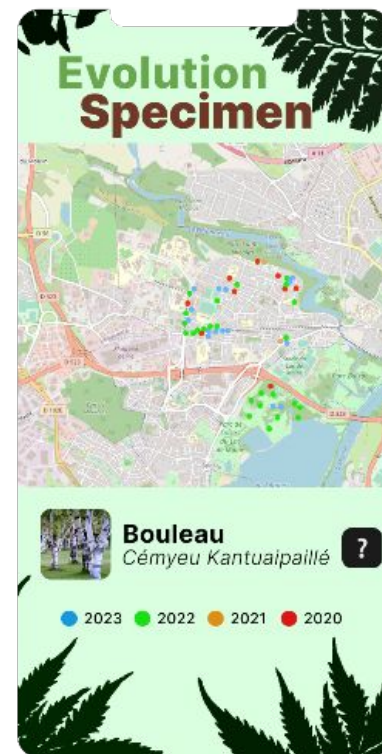 Evolution
Specimen
Bouleau
Cémyeu Kantuaipaillé
?
2023 2022 2021 2020